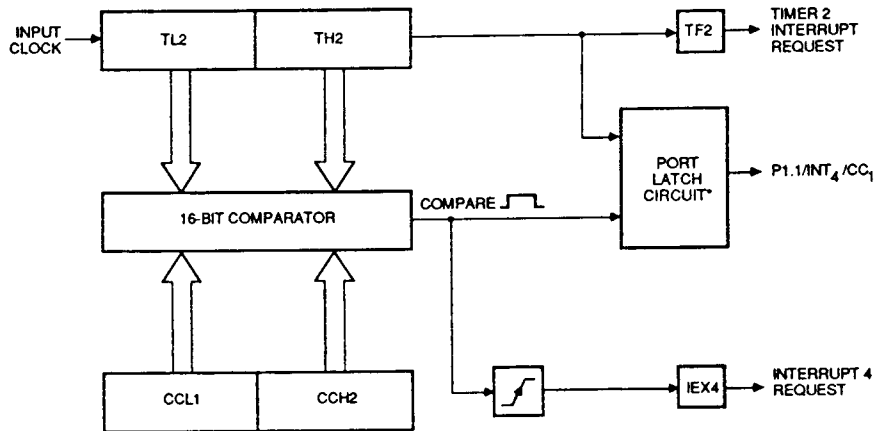 INPUT
CLOCK
TL2
TH2
TF2
TIMER 2
INTERRUPT
REQUEST
PORT
LATCH
CIRCUIT*
P1.1/INT4/CC1
16-BIT COMPARATOR
COMPARE
CCL1
CCH2
IEX4
INTERRUPT 4
REQUEST